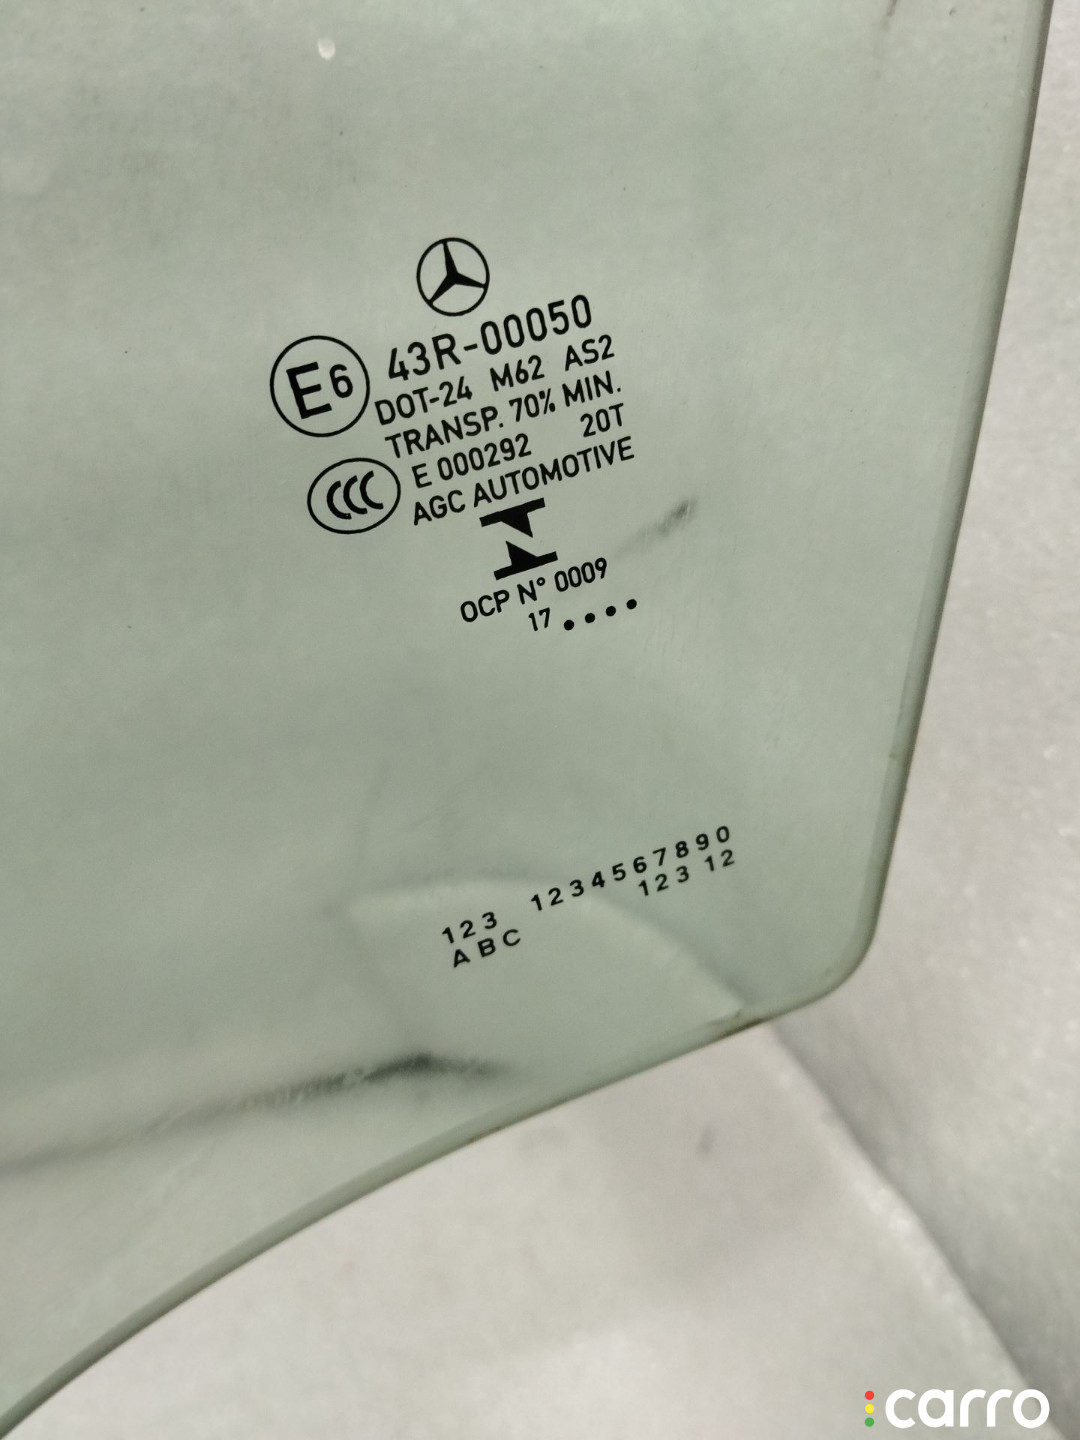 43R-00050
E6
DOT-24 M62 AS2
TRANSP. 70% MIN.
E 000292 20T
CCC
AGC AUTOMOTIVE
OCP N° 0009
17 ....
123 1234567890
ABC 123 12
carro